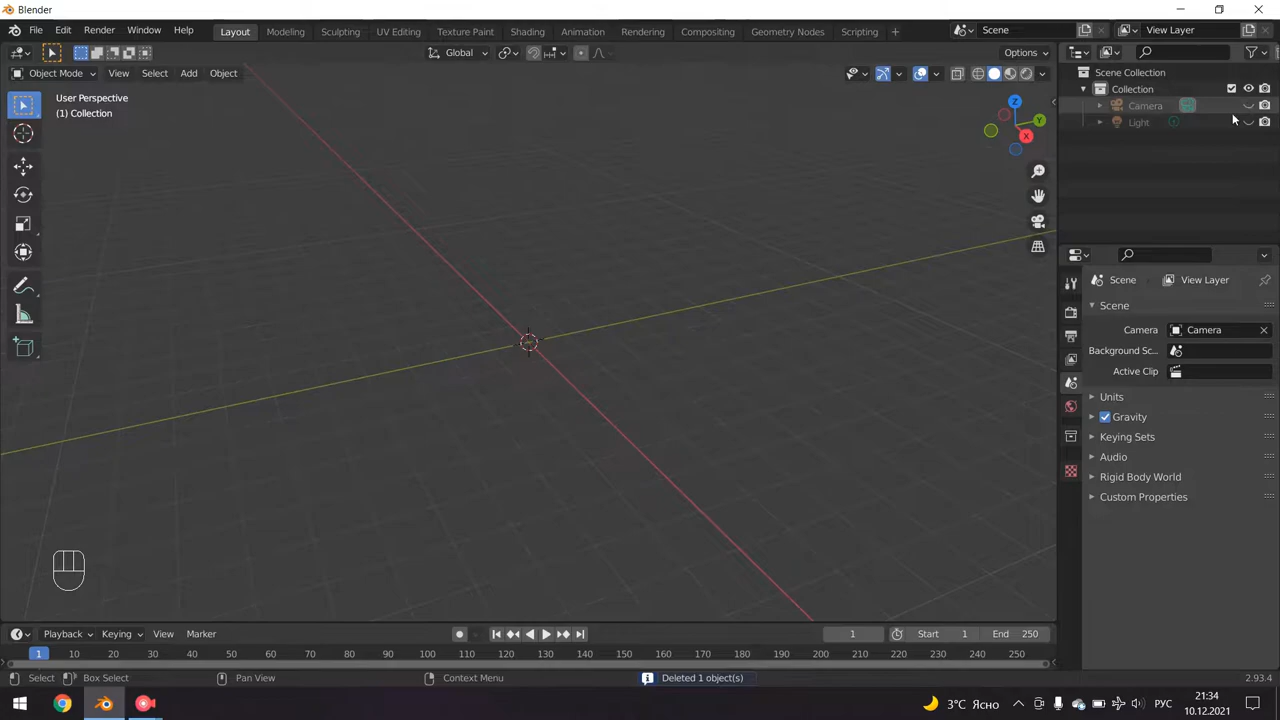 Blender
File Edit Render Window Help Layout Modeling Sculpting UV Editing Texture Paint Shading Animation Rendering Compositing Geometry Nodes Scripting + Scene View Layer
Global Options
Object Mode View Select Add Object
User Perspective
(1) Collection
Z
Y
X
Scene Collection
Collection
Camera
Light
Scene View Layer
Scene
Camera Camera
Background Sc...
Active Clip
Units
Gravity
Keying Sets
Audio
Rigid Body World
Custom Properties
Playback Keying View Marker 1 Start 1 End 250
1 10 20 30 40 50 60 70 80 90 100 110 120 130 140 150 160 170 180 190 200 210 220 230 240 250
Select Box Select Pan View Context Menu Deleted 1 object(s) 2.93.4
3°C Ясно РУС 21:34
10.12.2021